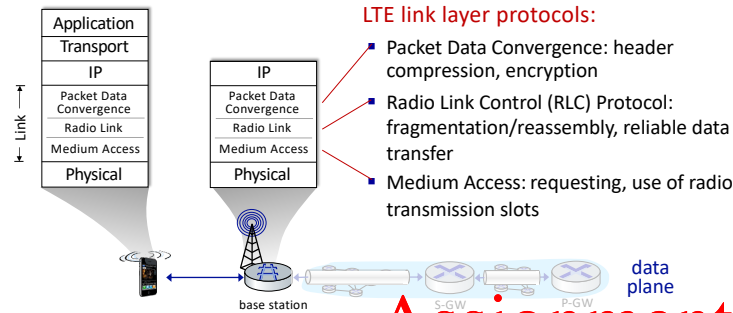 LTE link layer protocols:
Application
Transport
IP
Packet Data
Convergence
Radio Link
Medium Access
Physical
Link
IP
Packet Data
Convergence
Radio Link
Medium Access
Physical
Packet Data Convergence: header
compression, encryption
Radio Link Control (RLC) Protocol:
fragmentation/reassembly, reliable data
transfer
Medium Access: requesting, use of radio
transmission slots
base station
S-GW
P-GW
data
plane